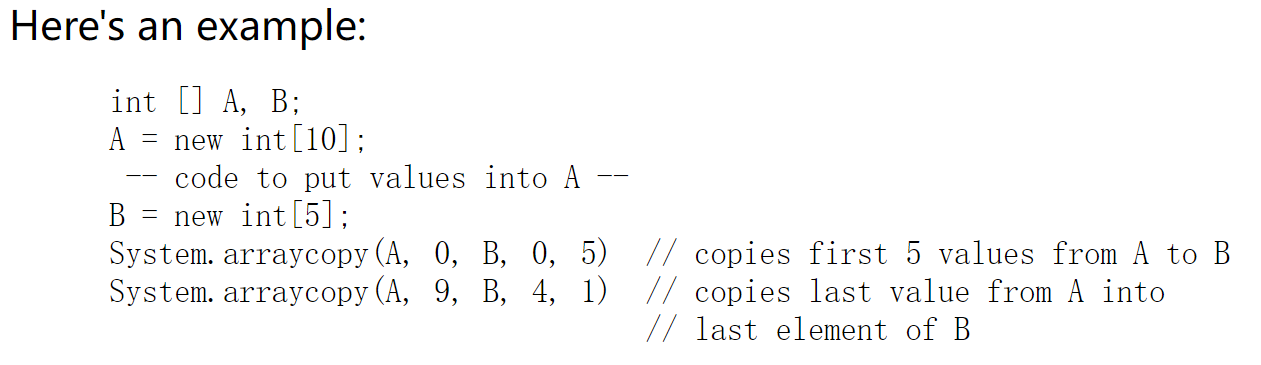 Here's an example:
int [] A, B;
A = new int[10];
-- code to put values into A --
B = new int[5];
System.arraycopy(A, 0, B, 0, 5) // copies first 5 values from A to B
System.arraycopy(A, 9, B, 4, 1) // copies last value from A into
// last element of B